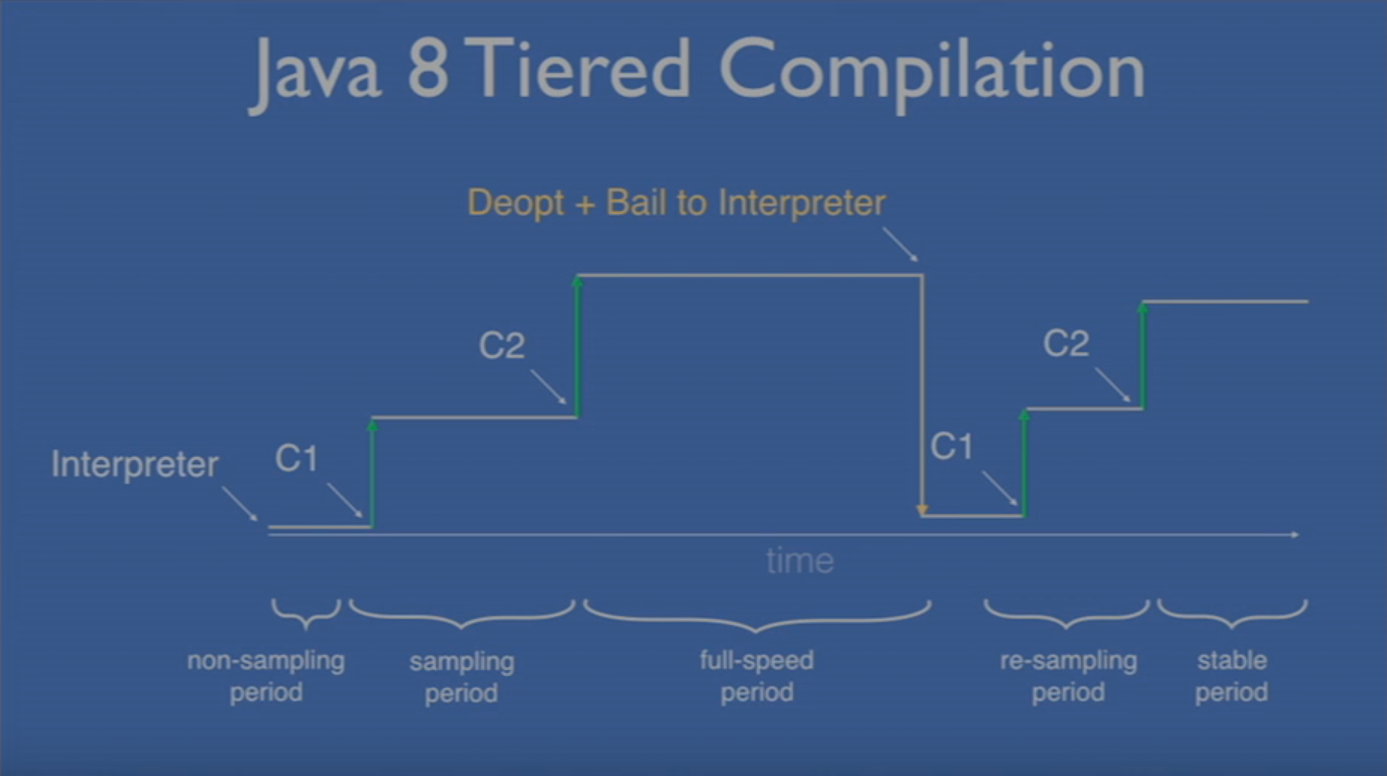 Java 8 Tiered Compilation
Deopt + Bail to Interpreter
C2
C2
Interpreter
C1
C1
time
non-sampling
period
sampling
period
full-speed
period
re-sampling
period
stable
period